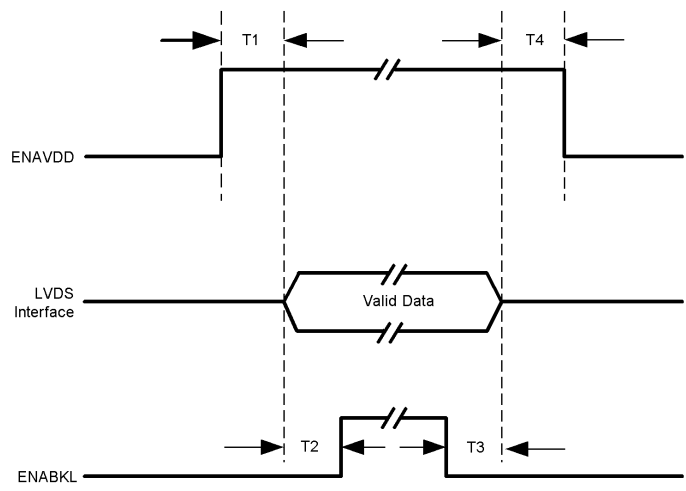 T1
T4
ENAVDD
LVDS
Interface
Valid Data
T2
T3
ENABKL